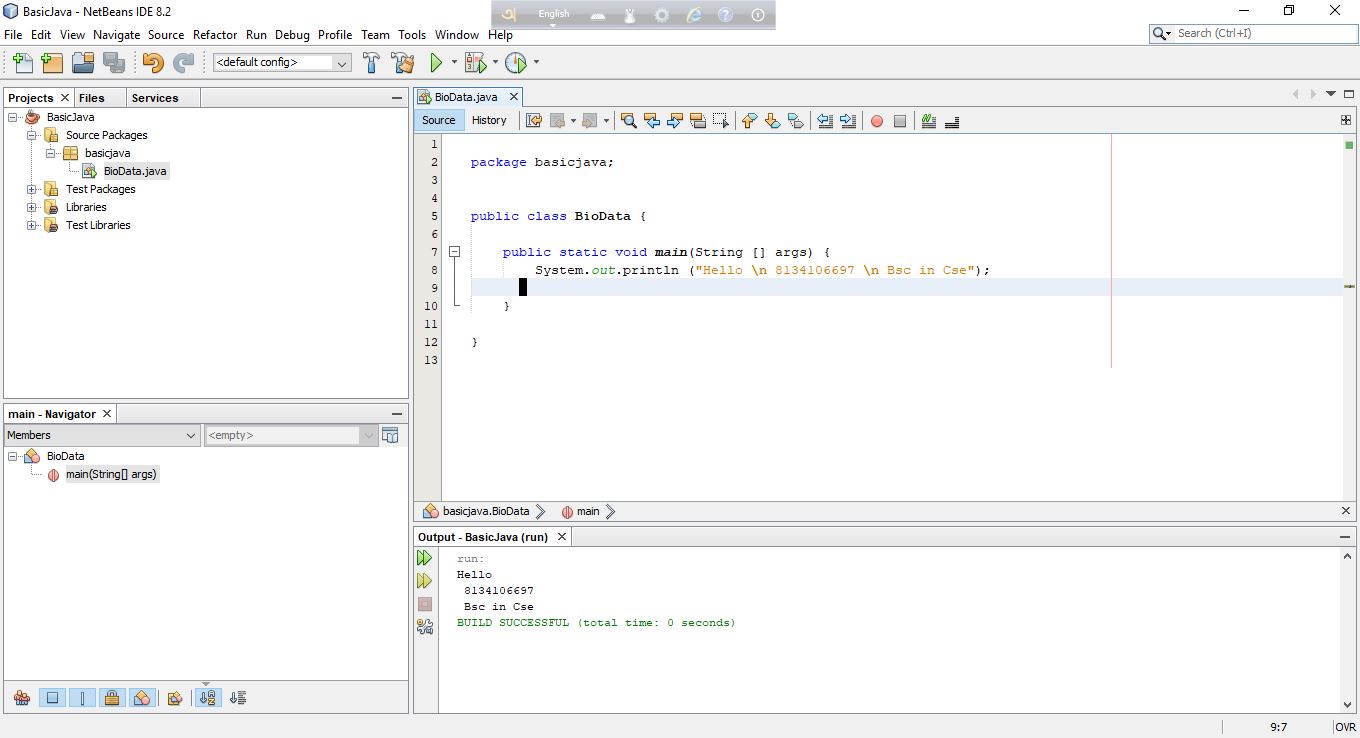 BasicJava - NetBeans IDE 8.2
অ English
File Edit View Navigate Source Refactor Run Debug Profile Team Tools Window Help
Search (Ctrl+I)
<default config>
Projects Files Services
BasicJava
Source Packages
basicjava
BioData.java
Test Packages
Libraries
Test Libraries
main - Navigator
Members <empty>
BioData
main(String[] args)
BioData.java
Source History
1
2 package basicjava;
3
4
5 public class BioData {
6
7 public static void main(String [] args) {
8 System.out.println ("Hello \n 8134106697 \n Bsc in Cse");
9
10 }
11
12 }
13
basicjava.BioData main
Output - BasicJava (run)
run:
Hello
8134106697
Bsc in Cse
BUILD SUCCESSFUL (total time: 0 seconds)
9:7 OVR